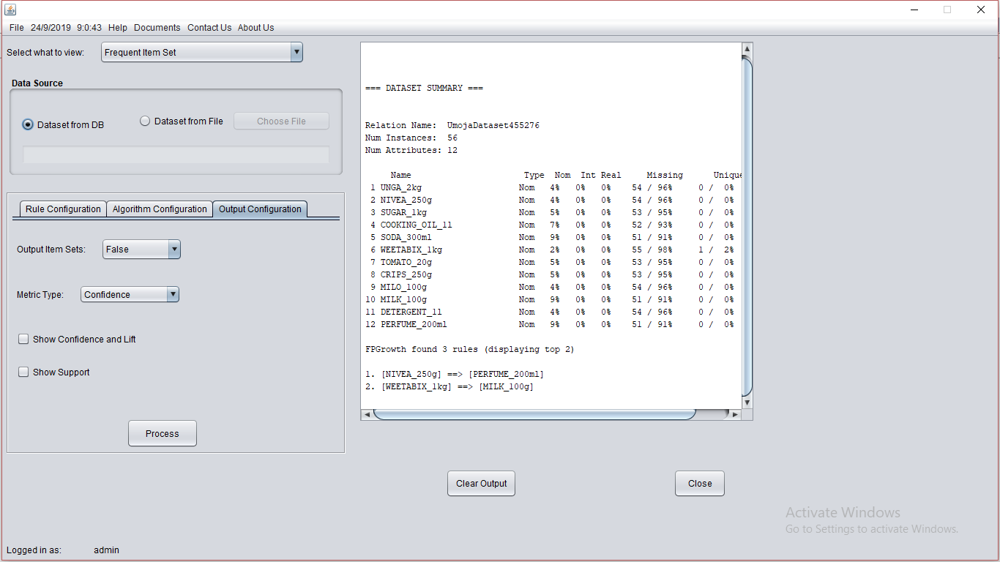 File 24/9/2019 9:0:43 Help Documents Contact Us About Us
Select what to view: Frequent Item Set
Data Source
Dataset from DB Dataset from File Choose File
Rule Configuration Algorithm Configuration Output Configuration
Output Item Sets: False
Metric Type: Confidence
Show Confidence and Lift
Show Support
Process
=== DATASET SUMMARY ===
Relation Name: UmojaDataset455276
Num Instances: 56
Num Attributes: 12
Name Type Nom Int Real Missing Unique
1 UNGA_2kg Nom 4% 0% 0% 54 / 96% 0 / 0%
2 NIVEA_250g Nom 4% 0% 0% 54 / 96% 0 / 0%
3 SUGAR_1kg Nom 5% 0% 0% 53 / 95% 0 / 0%
4 COOKING_OIL_1l Nom 7% 0% 0% 52 / 93% 0 / 0%
5 SODA_300ml Nom 9% 0% 0% 51 / 91% 0 / 0%
6 WEETABIX_1kg Nom 2% 0% 0% 55 / 98% 1 / 2%
7 TOMATO_20g Nom 5% 0% 0% 53 / 95% 0 / 0%
8 CRIPS_250g Nom 5% 0% 0% 53 / 95% 0 / 0%
9 MILO_100g Nom 4% 0% 0% 54 / 96% 0 / 0%
10 MILK_100g Nom 9% 0% 0% 51 / 91% 0 / 0%
11 DETERGENT_1l Nom 4% 0% 0% 54 / 96% 0 / 0%
12 PERFUME_200ml Nom 9% 0% 0% 51 / 91% 0 / 0%
FPGrowth found 3 rules (displaying top 2)
1. [NIVEA_250g] ==> [PERFUME_200ml]
2. [WEETABIX_1kg] ==> [MILK_100g]
Clear Output Close
Activate Windows
Go to Settings to activate Windows.
Logged in as: admin